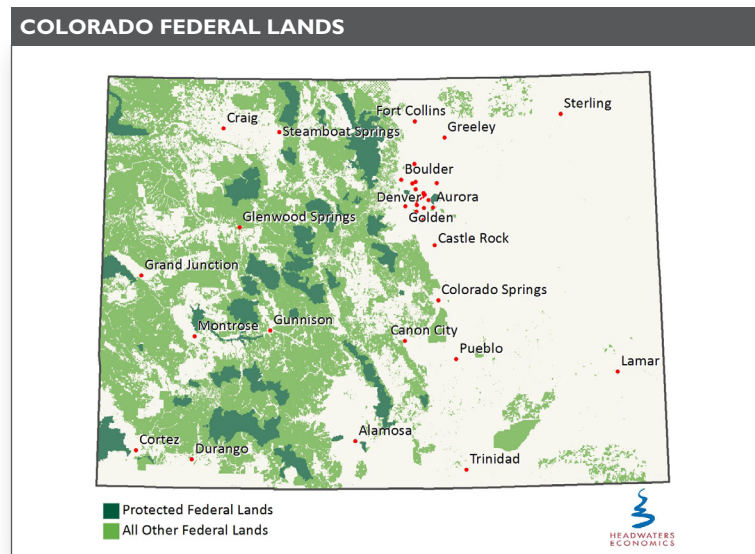 COLORADO FEDERAL LANDS
Sterling
Fort Collins
Craig
Greeley
Steamboat Springs
Boulder
Denver
Aurora
Glenwood Springs
Golden
Castle Rock
Grand Junction
Colorado Springs
Montrose
Gunnison
Canon City
Pueblo
Lamar
Alamosa
Cortez
Durango
Trinidad
Protected Federal Lands
All Other Federal Lands
HEADWATERS
ECONOMICS